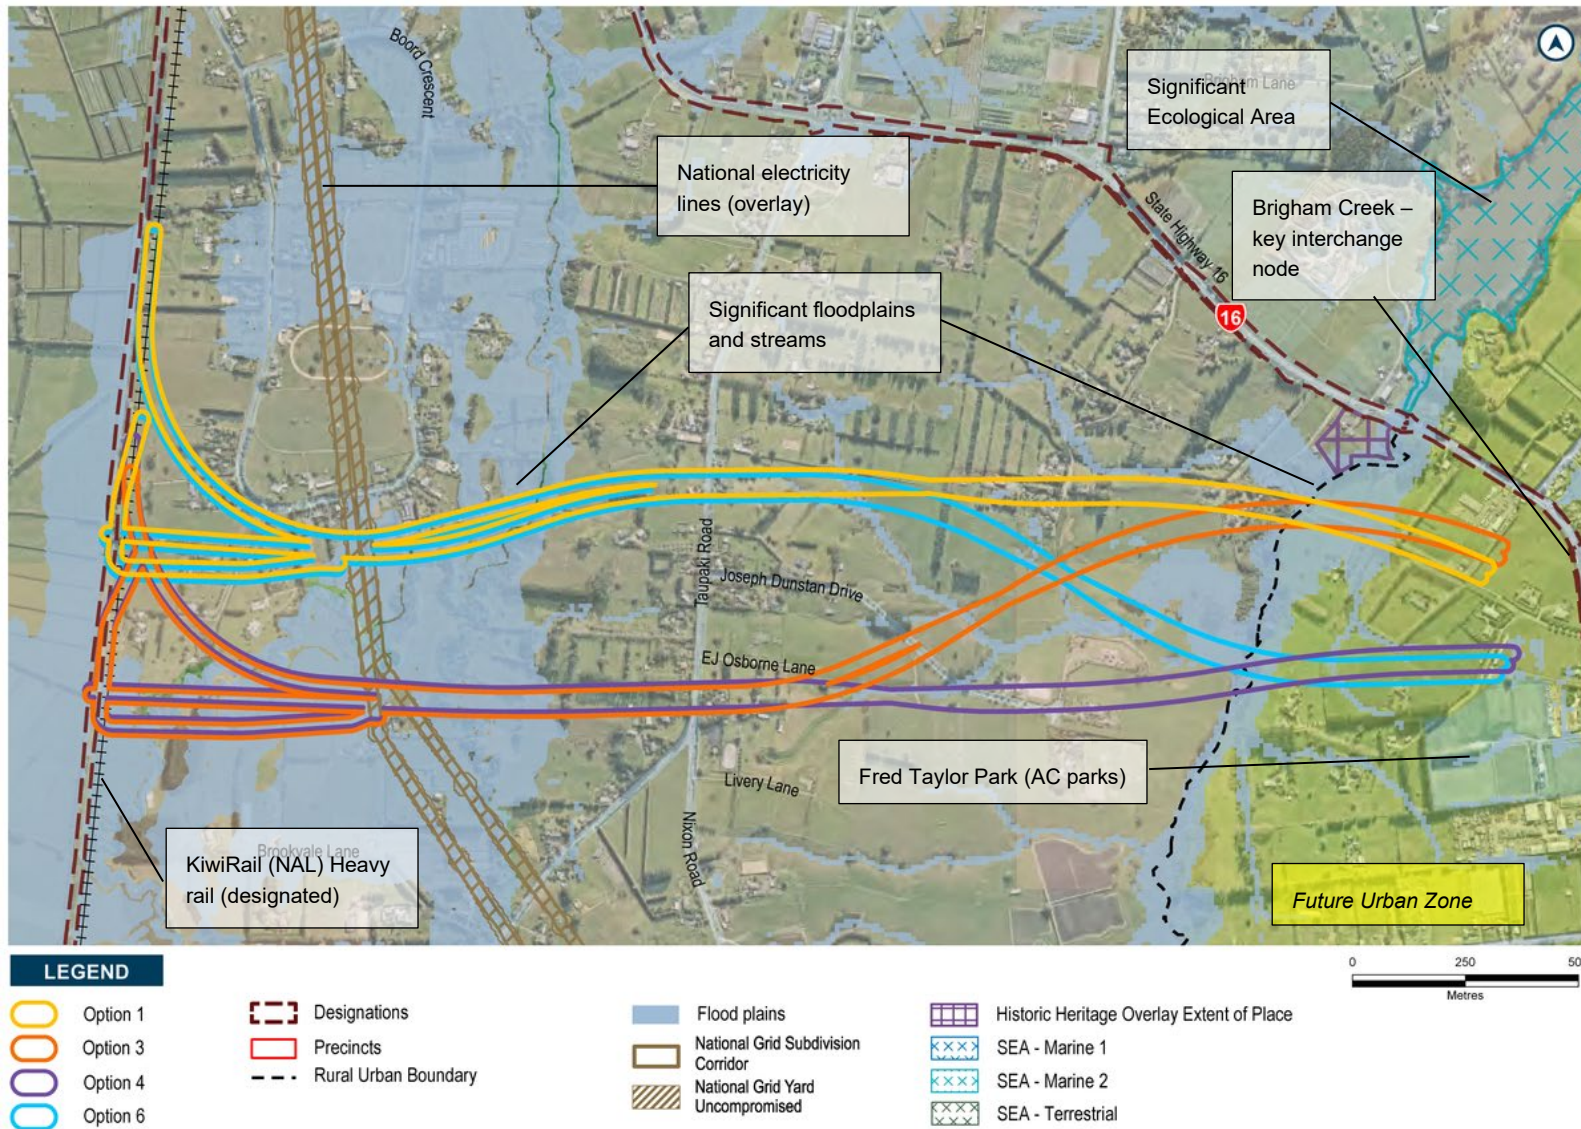 Boord Crescent
Brigham Lane
Significant
Ecological Area
National electricity
lines (overlay)
State Highway 16
Brigham Creek –
key interchange
node
16
Significant floodplains
and streams
Taupaki Road
Joseph Dunstan Drive
EJ Osborne Lane
Fred Taylor Park (AC parks)
Livery Lane
Nixon Road
Brookvale Lane
KiwiRail (NAL) Heavy
rail (designated)
Future Urban Zone
LEGEND
Option 1
Option 3
Option 4
Option 6
Designations
Precincts
Rural Urban Boundary
Flood plains
National Grid Subdivision
Corridor
National Grid Yard
Uncompromised
Historic Heritage Overlay Extent of Place
SEA - Marine 1
SEA - Marine 2
SEA - Terrestrial
0 250 50
Metres